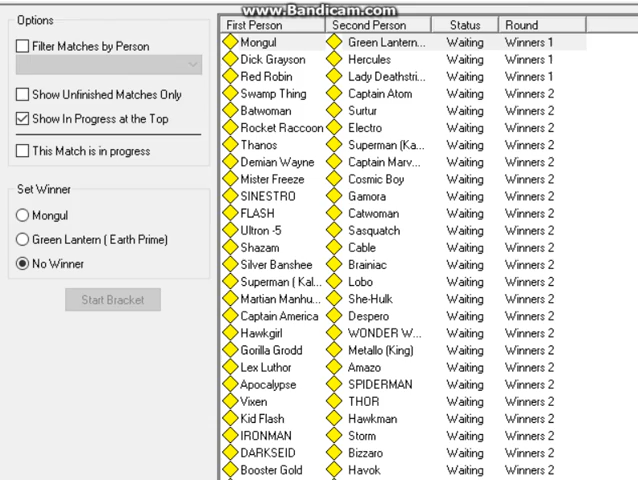 www.Bandicam.com
Options
Filter Matches by Person
Show Unfinished Matches Only
Show In Progress at the Top
This Match is in progress
Set Winner
Mongul
Green Lantern ( Earth Prime)
No Winner
Start Bracket
First Person Second Person Status Round
Mongul Green Lantern... Waiting Winners 1
Dick Grayson Hercules Waiting Winners 1
Red Robin Lady Deathstri... Waiting Winners 1
Swamp Thing Captain Atom Waiting Winners 2
Batwoman Surtur Waiting Winners 2
Rocket Raccoon Electro Waiting Winners 2
Thanos Superman (Ka... Waiting Winners 2
Demian Wayne Captain Marv... Waiting Winners 2
Mister Freeze Cosmic Boy Waiting Winners 2
SINESTRO Gamora Waiting Winners 2
FLASH Catwoman Waiting Winners 2
Ultron -5 Sasquatch Waiting Winners 2
Shazam Cable Waiting Winners 2
Silver Banshee Brainiac Waiting Winners 2
Superman ( Kal... Lobo Waiting Winners 2
Martian Manhu... She-Hulk Waiting Winners 2
Captain America Despero Waiting Winners 2
Hawkgirl WONDER W... Waiting Winners 2
Gorilla Grodd Metallo (King) Waiting Winners 2
Lex Luthor Amazo Waiting Winners 2
Apocalypse SPIDERMAN Waiting Winners 2
Vixen THOR Waiting Winners 2
Kid Flash Hawkman Waiting Winners 2
IRONMAN Storm Waiting Winners 2
DARKSEID Bizzaro Waiting Winners 2
Booster Gold Havok Waiting Winners 2